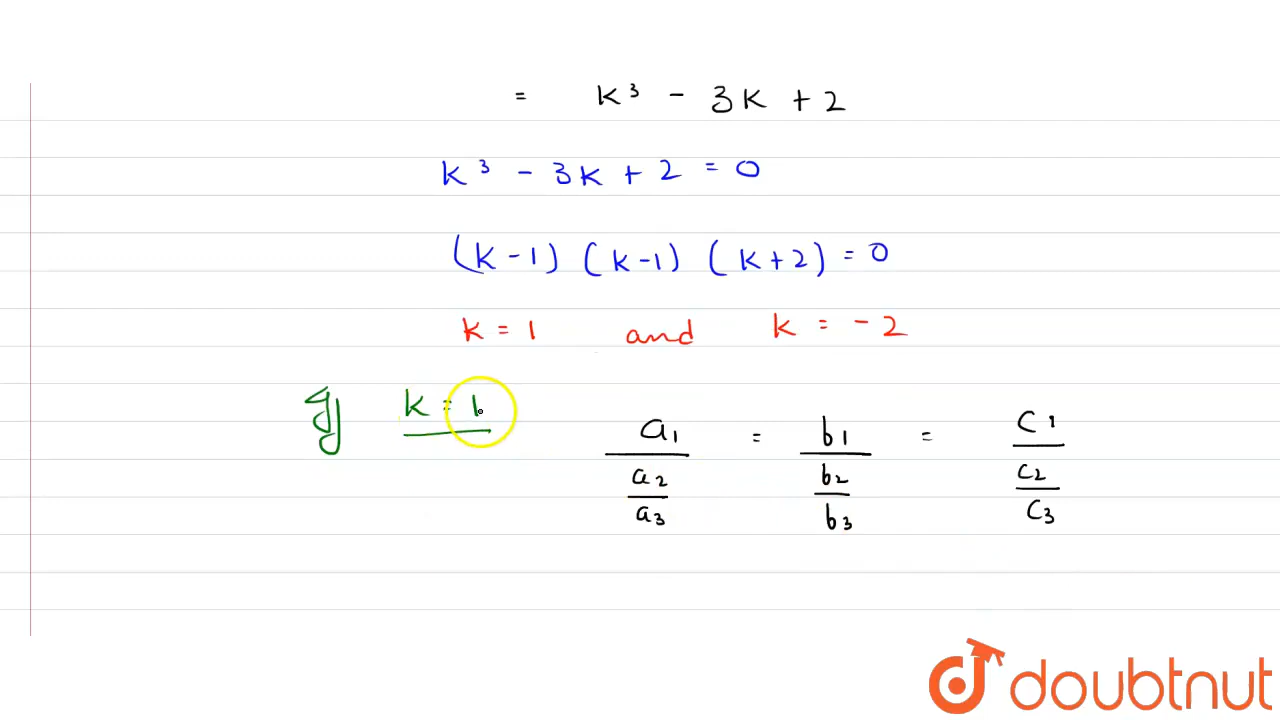 = k³ - 3k + 2
k³ - 3k + 2 = 0
(k-1) (k-1) (k+2) = 0
k = 1 and k = -2
If k = 1
a₁ = b₁ = c₁
a₂ b₂ c₂
a₃ b₃ c₃
doubtnut